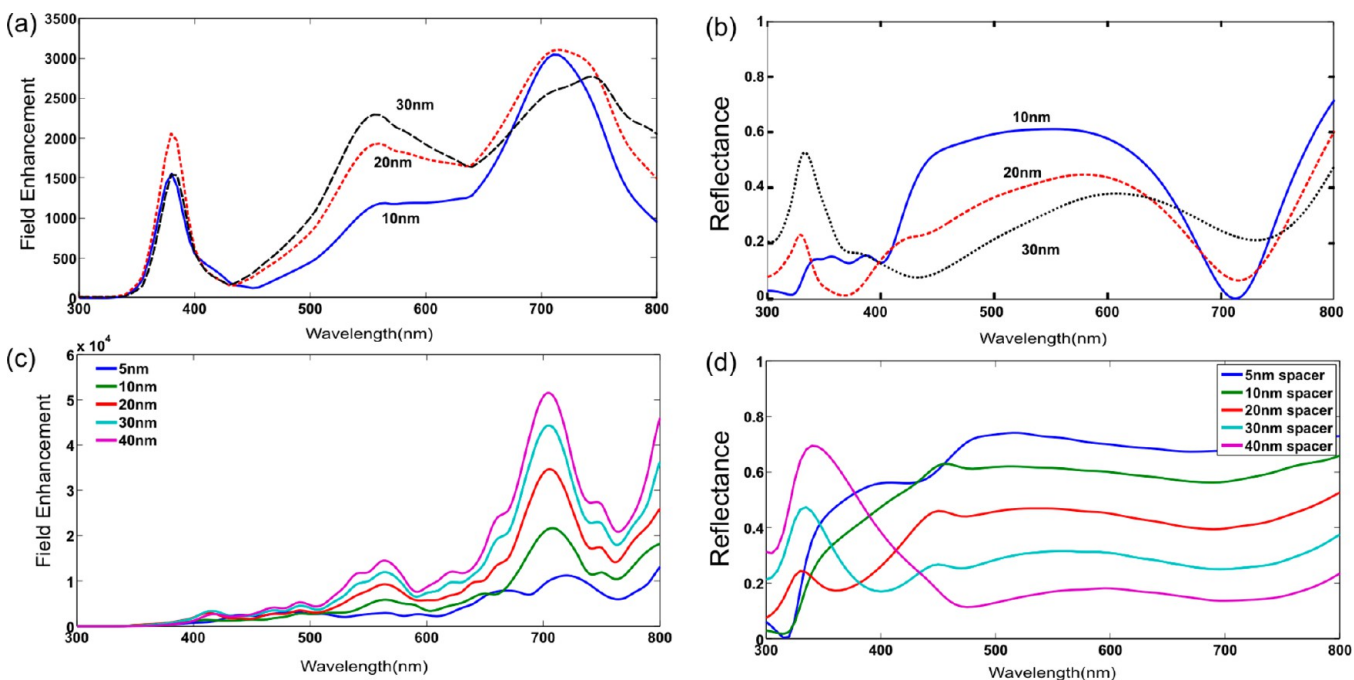 (a)
3500
3000
2500
2000
1500
1000
500
0
Field Enhancement
30nm
20nm
10nm
300 400 500 600 700 800
Wavelength(nm)
(b)
1
0.8
0.6
0.4
0.2
0
Reflectance
10nm
20nm
30nm
300 400 500 600 700 800
Wavelength(nm)
(c)
x 10⁴
6
5
4
3
2
1
0
Field Enhancement
5nm
10nm
20nm
30nm
40nm
300 400 500 600 700 800
Wavelength(nm)
(d)
1
0.8
0.6
0.4
0.2
0
Reflectance
5nm spacer
10nm spacer
20nm spacer
30nm spacer
40nm spacer
300 400 500 600 700 800
Wavelength(nm)